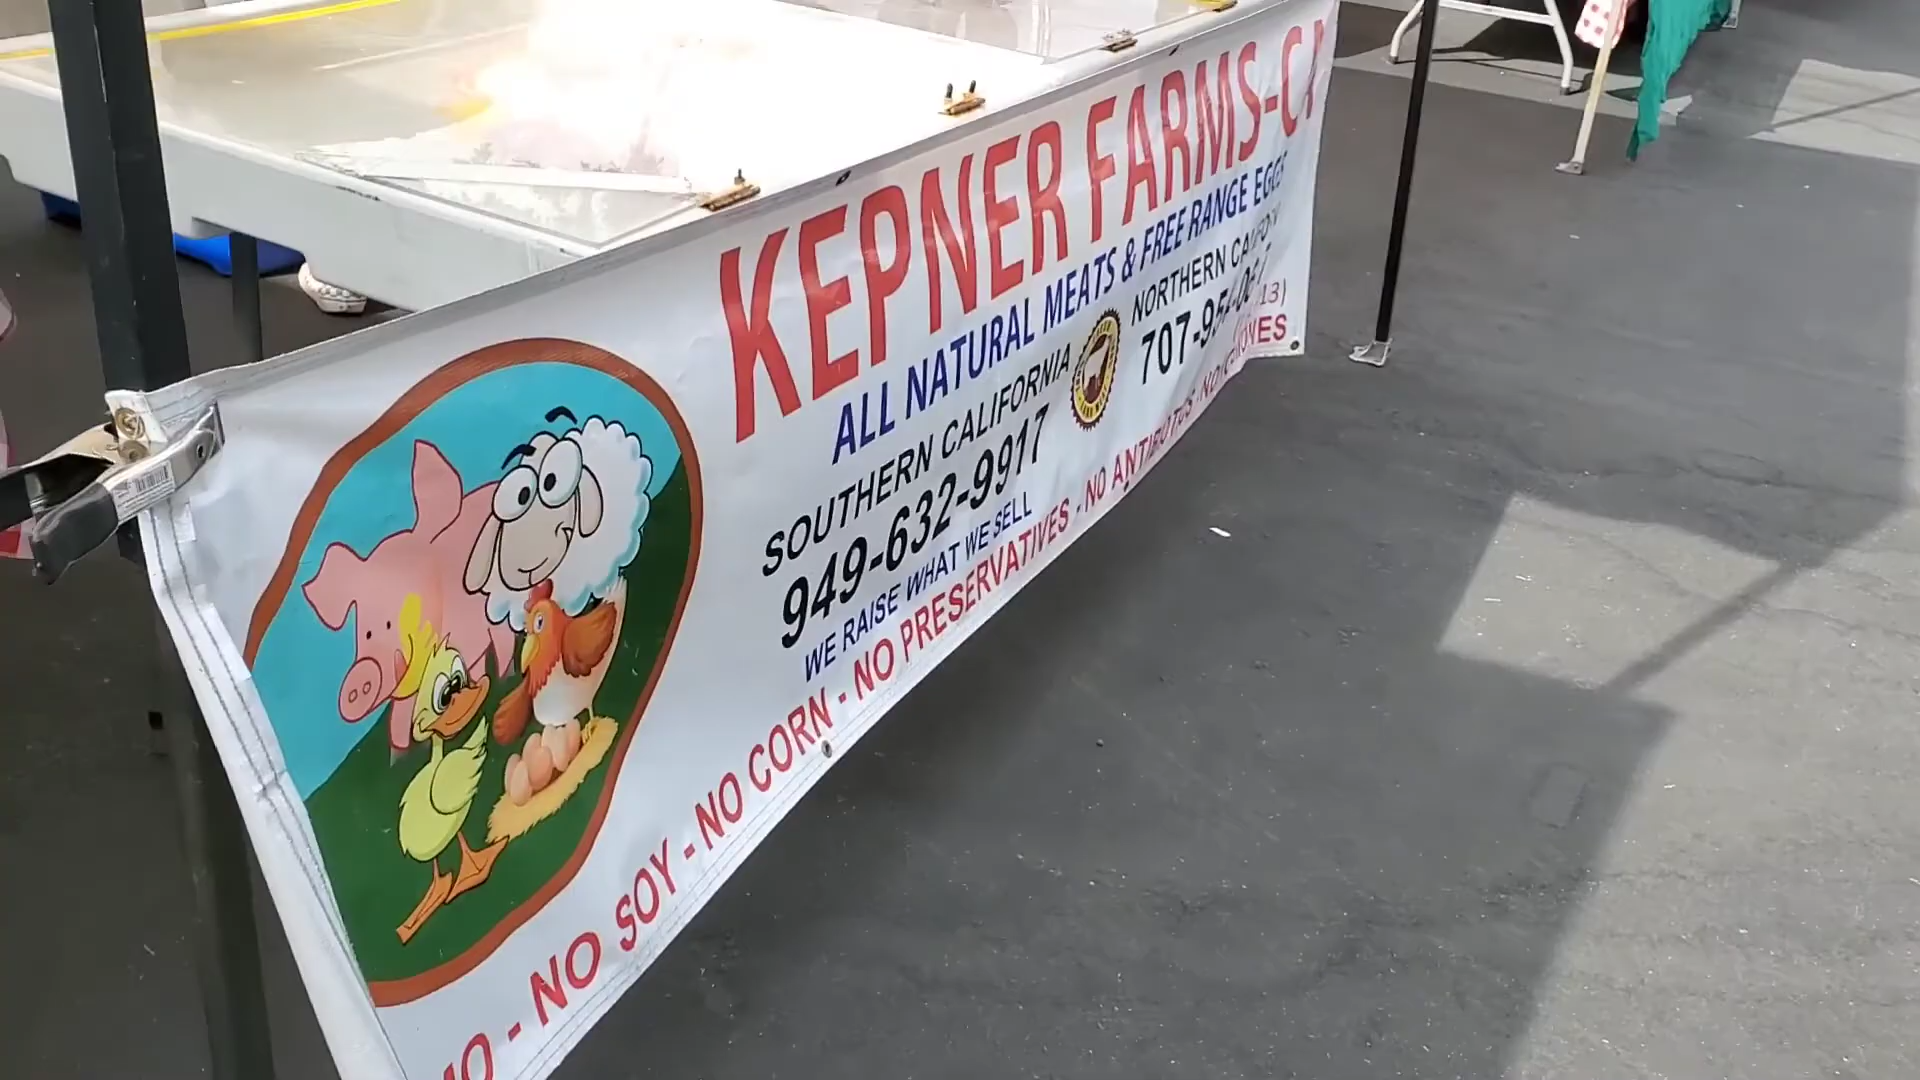 KEPNER FARMS-CA
ALL NATURAL MEATS & FREE RANGE EGGS
SOUTHERN CALIFORNIA
949-632-9917
NORTHERN
WE RAISE WHAT WE SELL
- NO SOY - NO CORN - NO PRESERVATIVES - NO ANTIBIOTICS -